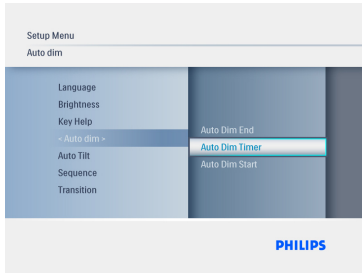 Setup Menu
Auto dim
Language
Brightness
Key Help
< Auto dim >
Auto Tilt
Sequence
Transition
Auto Dim End
Auto Dim Timer
Auto Dim Start
PHILIPS